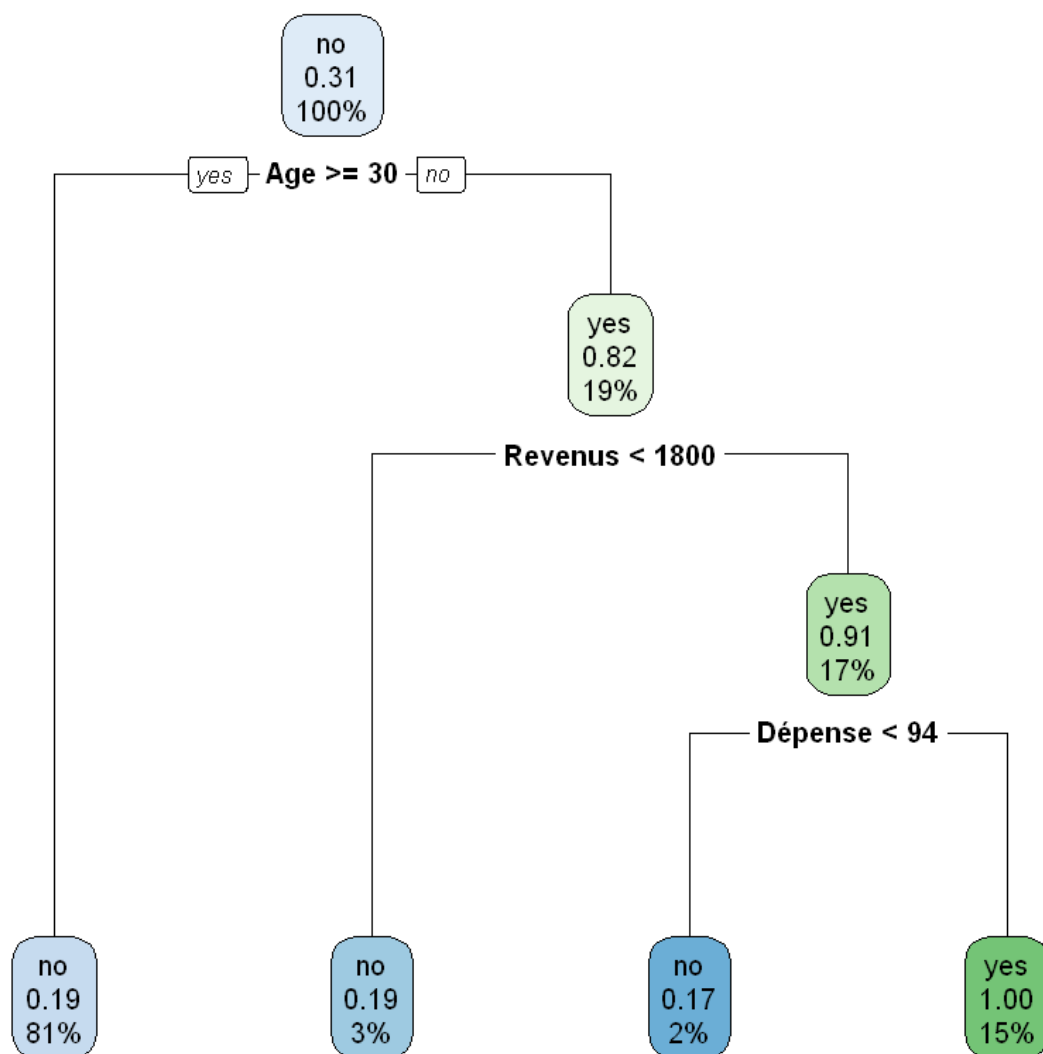 no
0.31
100%
yes Age >= 30 no
yes
0.82
19%
Revenus < 1800
yes
0.91
17%
Dépense < 94
no
0.19
81%
no
0.19
3%
no
0.17
2%
yes
1.00
15%